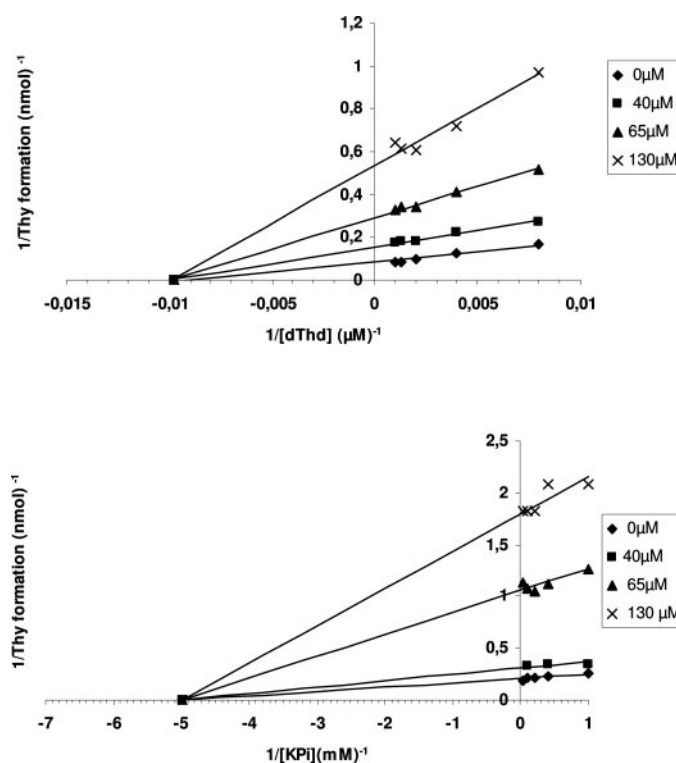 1/Thy formation (nmol) -1
1,2
1
0,8
0,6
0,4
0,2
0
-0,015 -0,01 -0,005 0 0,005 0,01
1/[dThd] (µM)-1
0µM
40µM
65µM
130µM
1/Thy formation (nmol) -1
2,5
2
1,5
1
0,5
0
-7 -6 -5 -4 -3 -2 -1 0 1
1/[KPi](mM)-1
0µM
40µM
65µM
130 µM